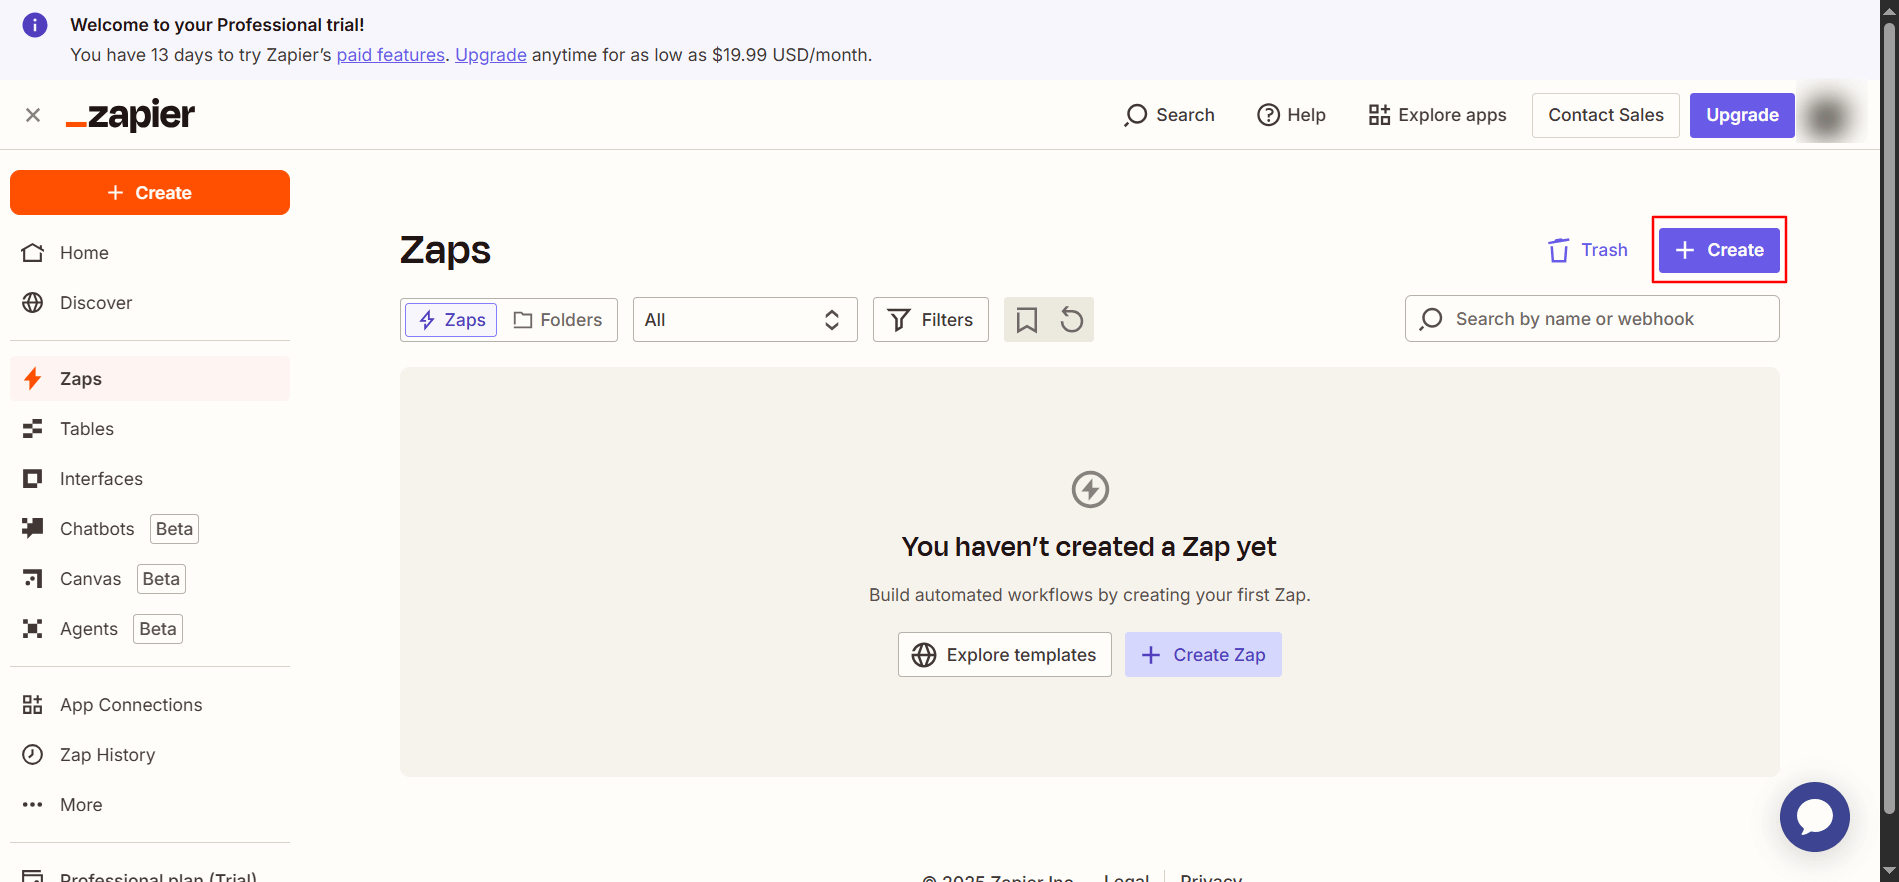 Welcome to your Professional trial!
You have 13 days to try Zapier’s paid features. Upgrade anytime for as low as $19.99 USD/month.
zapier
Search
Help
Explore apps
Contact Sales
Upgrade
Create
Home
Discover
Zaps
Tables
Interfaces
Chatbots Beta
Canvas Beta
Agents Beta
App Connections
Zap History
More
Professional plan (Trial)
Zaps
Trash
Create
Zaps
Folders
All
Filters
Search by name or webhook
You haven’t created a Zap yet
Build automated workflows by creating your first Zap.
Explore templates
Create Zap
© 2025 Zapier Inc.
Legal
Privacy